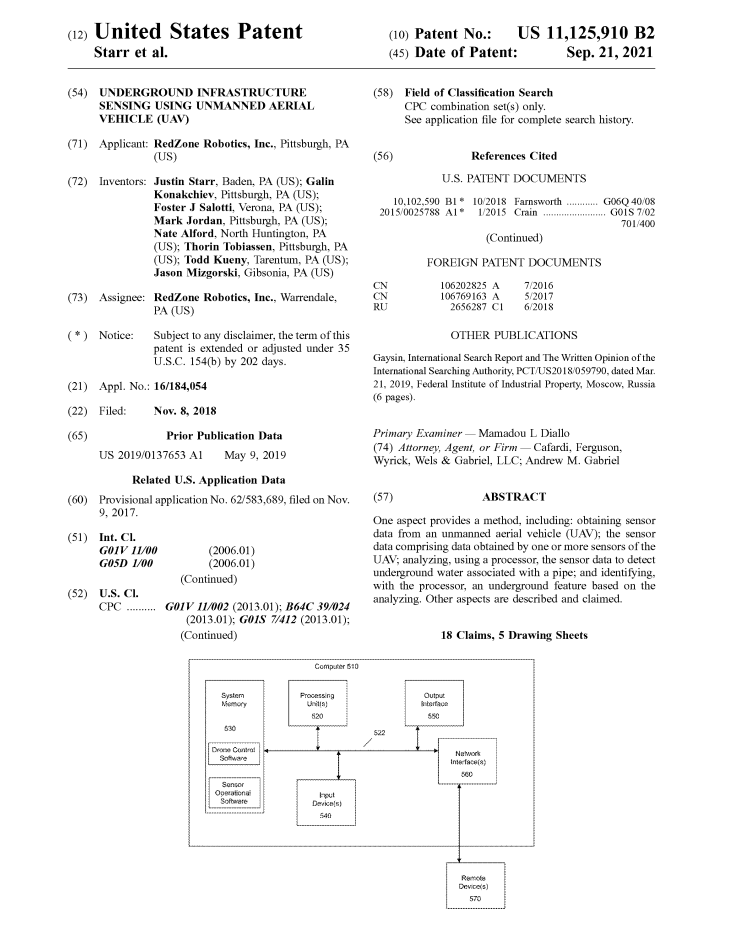 (12) United States Patent
Starr et al.
(10) Patent No.: US 11,125,910 B2
(45) Date of Patent: Sep. 21, 2021
(54) UNDERGROUND INFRASTRUCTURE
SENSING USING UNMANNED AERIAL
VEHICLE (UAV)
(71) Applicant: RedZone Robotics, Inc., Pittsburgh, PA
(US)
(72) Inventors: Justin Starr, Baden, PA (US); Galin
Konakchiev, Pittsburgh, PA (US);
Foster J Salotti, Verona, PA (US);
Mark Jordan, Pittsburgh, PA (US);
Nate Alford, North Huntington, PA
(US); Thorin Tobiassen, Pittsburgh, PA
(US); Todd Kueny, Tarentum, PA (US);
Jason Mizgorski, Gibsonia, PA (US)
(73) Assignee: RedZone Robotics, Inc., Warrendale,
PA (US)
( * ) Notice: Subject to any disclaimer, the term of this
patent is extended or adjusted under 35
U.S.C. 154(b) by 202 days.
(21) Appl. No.: 16/184,054
(22) Filed: Nov. 8, 2018
(65) Prior Publication Data
US 2019/0137653 A1 May 9, 2019
Related U.S. Application Data
(60) Provisional application No. 62/583,689, filed on Nov.
9, 2017.
(51) Int. Cl.
G01V 11/00 (2006.01)
G05D 1/00 (2006.01)
(Continued)
(52) U.S. Cl.
CPC .......... G01V 11/002 (2013.01); B64C 39/024
(2013.01); G01S 7/412 (2013.01);
(Continued)
(58) Field of Classification Search
CPC combination set(s) only.
See application file for complete search history.
(56) References Cited
U.S. PATENT DOCUMENTS
10,102,590 B1 * 10/2018 Farnsworth ........... G06Q 40/08
2015/0025788 A1 * 1/2015 Crain ...................... G01S 7/02
701/400
(Continued)
FOREIGN PATENT DOCUMENTS
CN 106202825 A 7/2016
CN 106769163 A 5/2017
RU 2656287 C1 6/2018
OTHER PUBLICATIONS
Gaysin, International Search Report and The Written Opinion of the
International Searching Authority, PCT/US2018/059790, dated Mar.
21, 2019, Federal Institute of Industrial Property, Moscow, Russia
(6 pages).
Primary Examiner — Mamadou L Diallo
(74) Attorney, Agent, or Firm — Cafardi, Ferguson,
Wyrick, Wels & Gabriel, LLC; Andrew M. Gabriel
(57) ABSTRACT
One aspect provides a method, including: obtaining sensor
data from an unmanned aerial vehicle (UAV); the sensor
data comprising data obtained by one or more sensors of the
UAV; analyzing, using a processor, the sensor data to detect
underground water associated with a pipe; and identifying,
with the processor, an underground feature based on the
analyzing. Other aspects are described and claimed.
18 Claims, 5 Drawing Sheets
Computer 510
System
Memory
530
Drone Control
Software
Sensor
Operational
Software
Processing
Unit(s)
520
Output
Interface
550
522
Network
Interface(s)
560
Input
Device(s)
540
Remote
Device(s)
570